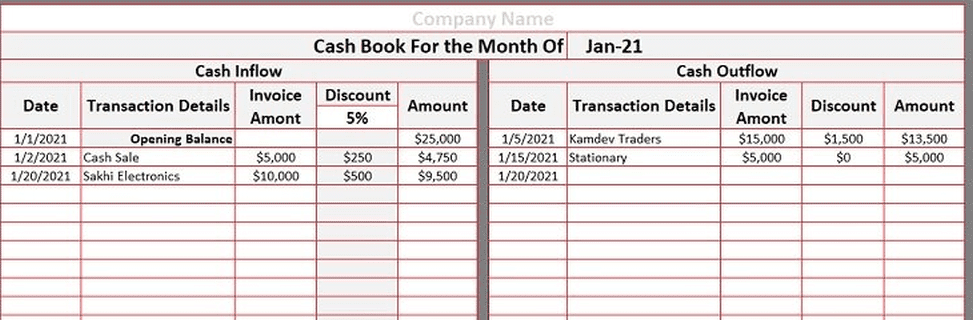 Company Name
Cash Book For the Month Of Jan-21
Cash Inflow Cash Outflow
Date Transaction Details Invoice Amont Discount 5% Amount Date Transaction Details Invoice Amont Discount Amount
1/1/2021 Opening Balance $25,000 1/5/2021 Kamdev Traders $15,000 $1,500 $13,500
1/2/2021 Cash Sale $5,000 $250 $4,750 1/15/2021 Stationary $5,000 $0 $5,000
1/20/2021 Sakhi Electronics $10,000 $500 $9,500 1/20/2021